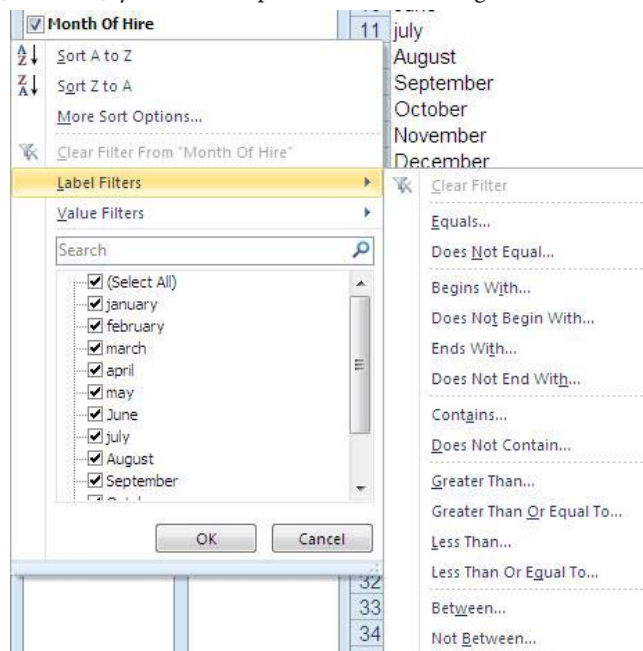 Month Of Hire
Sort A to Z
Sort Z to A
More Sort Options...
Clear Filter From "Month Of Hire"
Label Filters
Value Filters
Search
(Select All)
january
february
march
april
may
June
july
August
September
OK
Cancel
11 july
August
September
October
November
December
Clear Filter
Equals...
Does Not Equal...
Begins With...
Does Not Begin With...
Ends With...
Does Not End With...
Contains...
Does Not Contain...
Greater Than...
Greater Than Or Equal To...
Less Than...
Less Than Or Equal To...
Between...
Not Between...
32
33
34